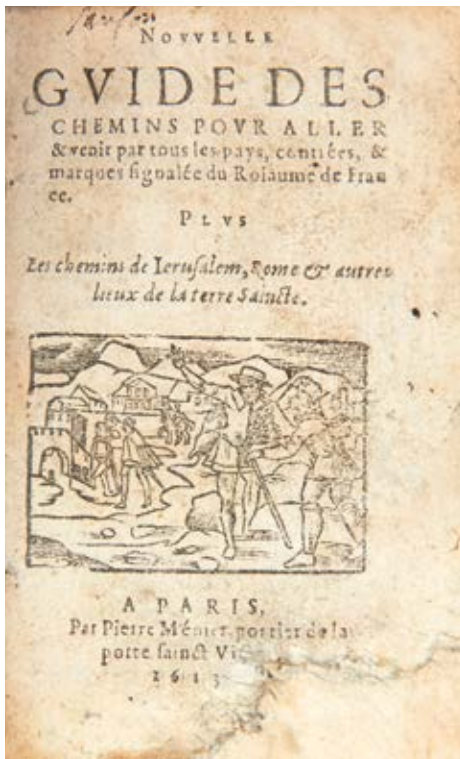 NOVVELLE
GVIDE DES
CHEMINS POVR ALLER
& venir par tous les pays, contrées, &
marques signalée du Roiaume de Fran
ce.
PLVS
Les chemins de Ierusalem, Rome & autres
lieux de la terre Saincte.
A PARIS,
Par Pierre Ménier, portier de la
porte sainct
1613